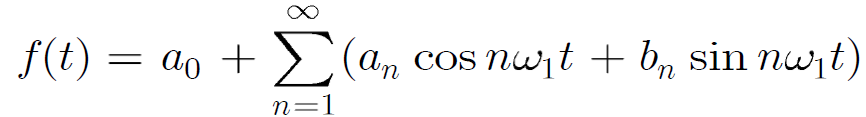 f(t) = a₀ + ∑_{n=1}^{∞} (aₙ cos nω₁t + bₙ sin nω₁t)